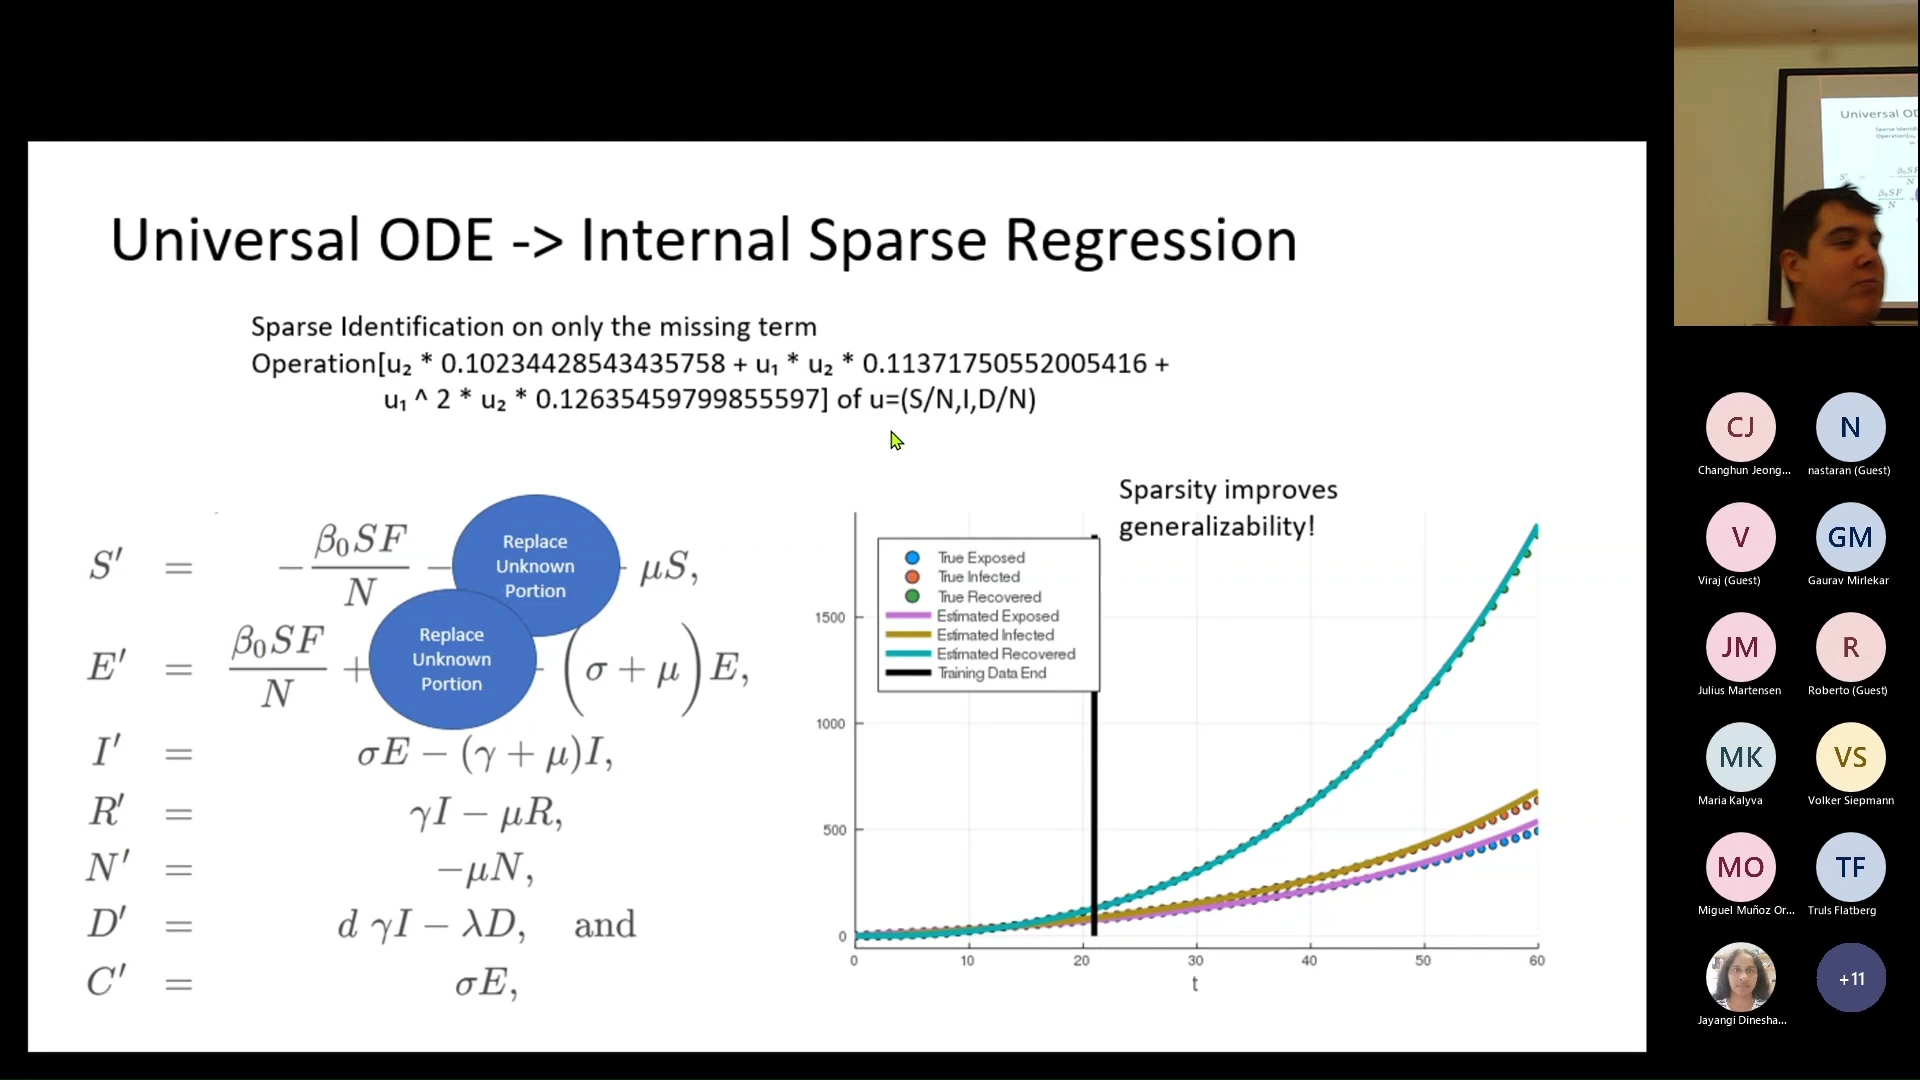 Universal ODE -> Internal Sparse Regression
Sparse Identification on only the missing term
Operation[u₂ * 0.10234428543435758 + u₁ * u₂ * 0.11371750552005416 +
u₁ ^ 2 * u₂ * 0.12635459799855597] of u=(S/N,I,D/N)
S′ = − β₀SF/N − Replace Unknown Portion − μS,
E′ = β₀SF/N + Replace Unknown Portion − (σ + μ)E,
I′ = σE − (γ + μ)I,
R′ = γI − μR,
N′ = −μN,
D′ = d γI − λD, and
C′ = σE,
Sparsity improves
generalizability!
True Exposed
True Infected
True Recovered
Estimated Exposed
Estimated Infected
Estimated Recovered
Training Data End
1500
1000
500
0
0 10 20 30 40 50 60
t
Universal OD
CJ N
Changhun Jeong... nastaran (Guest)
V GM
Viraj (Guest) Gaurav Mirlekar
JM R
Julius Martensen Roberto (Guest)
MK VS
Maria Kalyva Volker Siepmann
MO TF
Miguel Muñoz Or... Truls Flatberg
+11
Jayangi Dinesha...